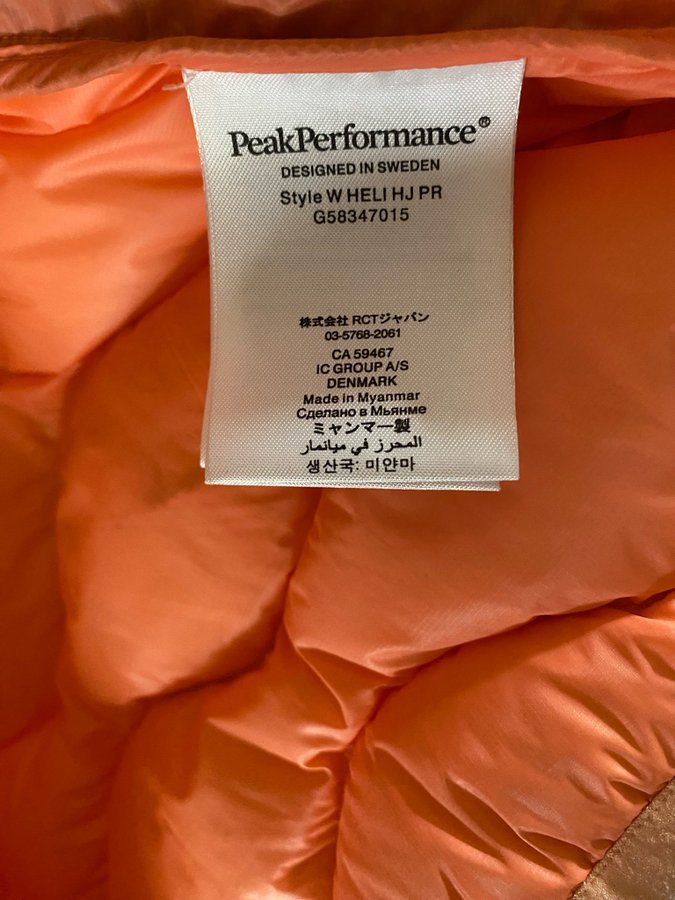 PeakPerformance®
DESIGNED IN SWEDEN
Style W HELI HJ PR
G58347015
株式会社 RCTジャパン
03-5768-2061
CA 59467
IC GROUP A/S
DENMARK
Made in Myanmar
Сделано в Мьянме
ミャンマー製
المحرز في ميانمار
생산국: 미얀마